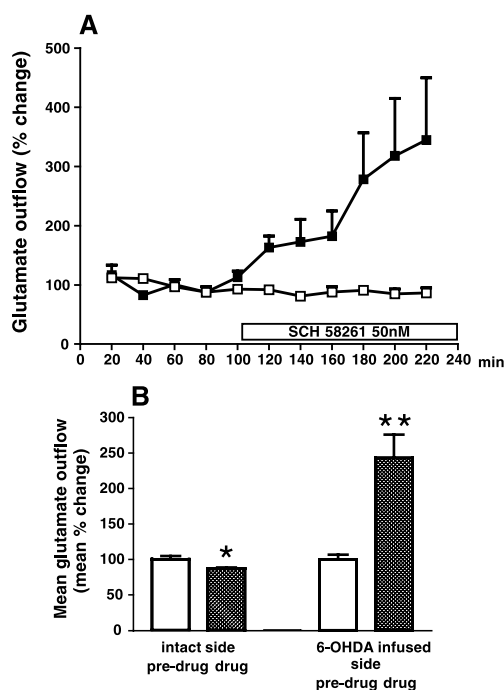 A
Glutamate outflow (% change)
500
400
300
200
100
0
SCH 58261 50nM
0 20 40 60 80 100 120 140 160 180 200 220 240 min
B
Mean glutamate outflow
(mean % change)
300
250
200
150
100
50
0
*
**
intact side
pre-drug drug
6-OHDA infused
side
pre-drug drug